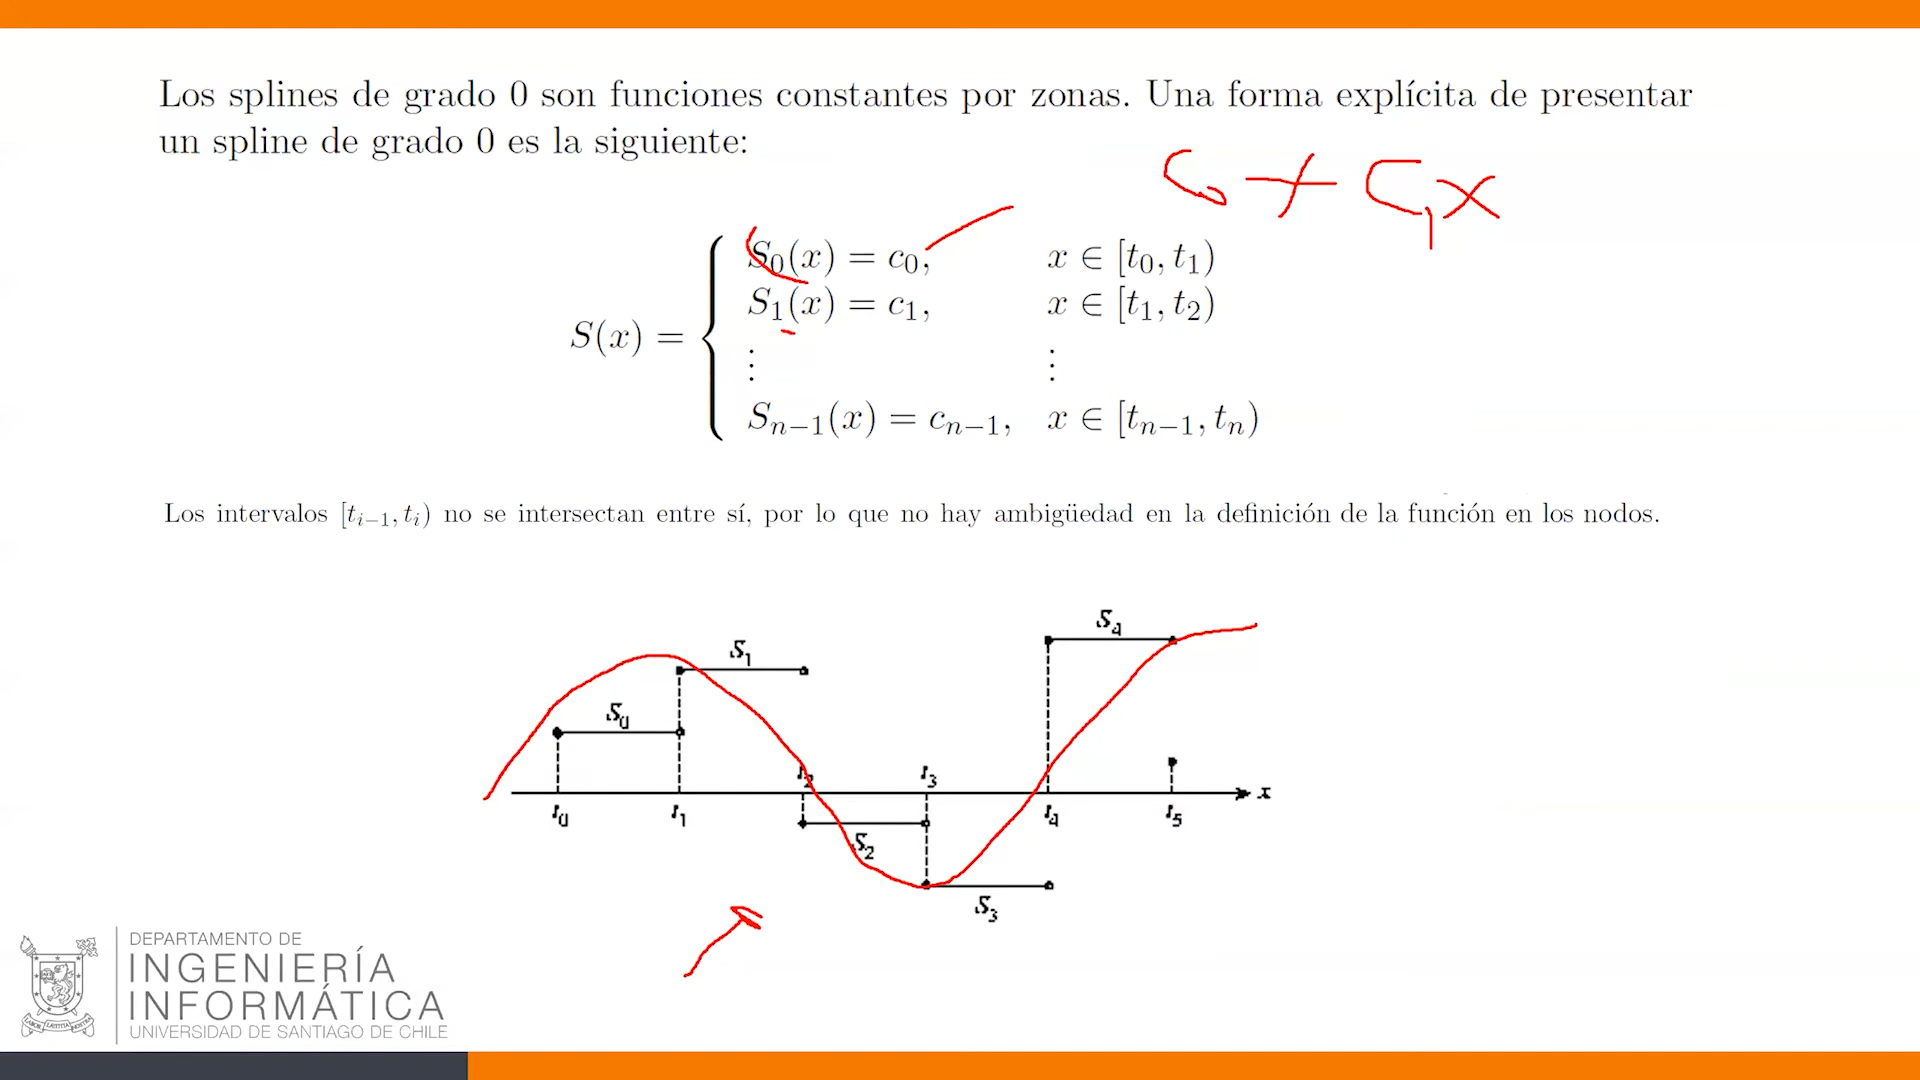 Los splines de grado 0 son funciones constantes por zonas. Una forma explícita de presentar
un spline de grado 0 es la siguiente:
c₀ + c₁x
S(x) =
S₀(x) = c₀, x ∈ [t₀, t₁)
S₁(x) = c₁, x ∈ [t₁, t₂)
⋮ ⋮
Sₙ₋₁(x) = cₙ₋₁, x ∈ [tₙ₋₁, tₙ)
Los intervalos [tᵢ₋₁, tᵢ) no se intersectan entre sí, por lo que no hay ambigüedad en la definición de la función en los nodos.
S₄
S₁
S₀
t₂ t₃
x
t₀ t₁ t₄ t₅
S₂
S₃
DEPARTAMENTO DE
INGENIERÍA
INFORMÁTICA
UNIVERSIDAD DE SANTIAGO DE CHILE